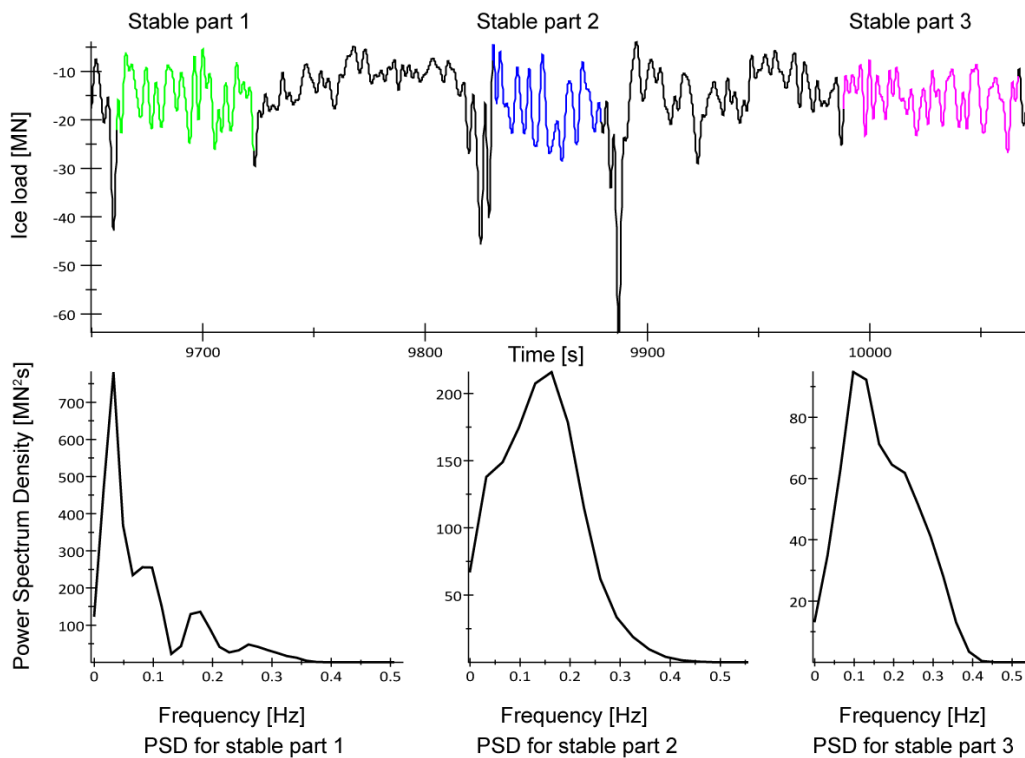 Stable part 1 Stable part 2 Stable part 3
Ice load [MN]
-10
-20
-30
-40
-50
-60
9700 9800 9900 10000
Time [s]
Power Spectrum Density [MN²s]
700
600
500
400
300
200
100
0 0.1 0.2 0.3 0.4 0.5
200
150
100
50
0 0.1 0.2 0.3 0.4 0.5
80
60
40
20
0 0.1 0.2 0.3 0.4 0.5
Frequency [Hz] Frequency [Hz] Frequency [Hz]
PSD for stable part 1 PSD for stable part 2 PSD for stable part 3